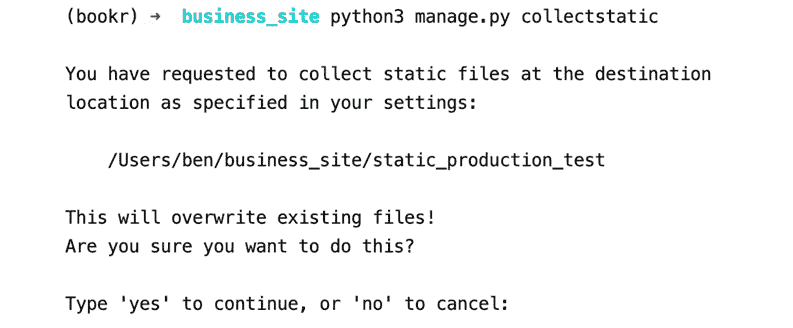 (bookr) → business_site python3 manage.py collectstatic
You have requested to collect static files at the destination
location as specified in your settings:
/Users/ben/business_site/static_production_test
This will overwrite existing files!
Are you sure you want to do this?
Type 'yes' to continue, or 'no' to cancel: